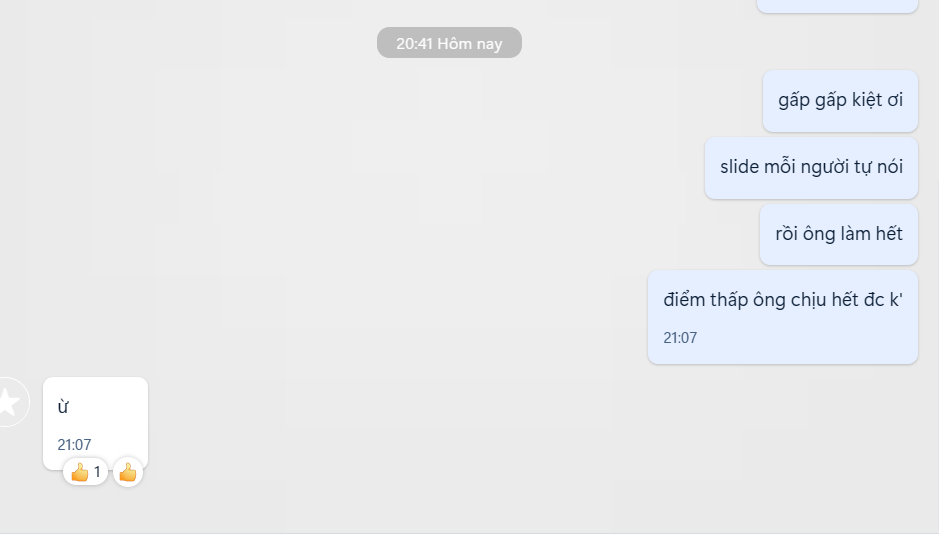 20:41 Hôm nay
gấp gấp kiệt ơi
slide mỗi người tự nói
rồi ông làm hết
điểm thấp ông chịu hết đc k'
21:07
ừ
21:07
1